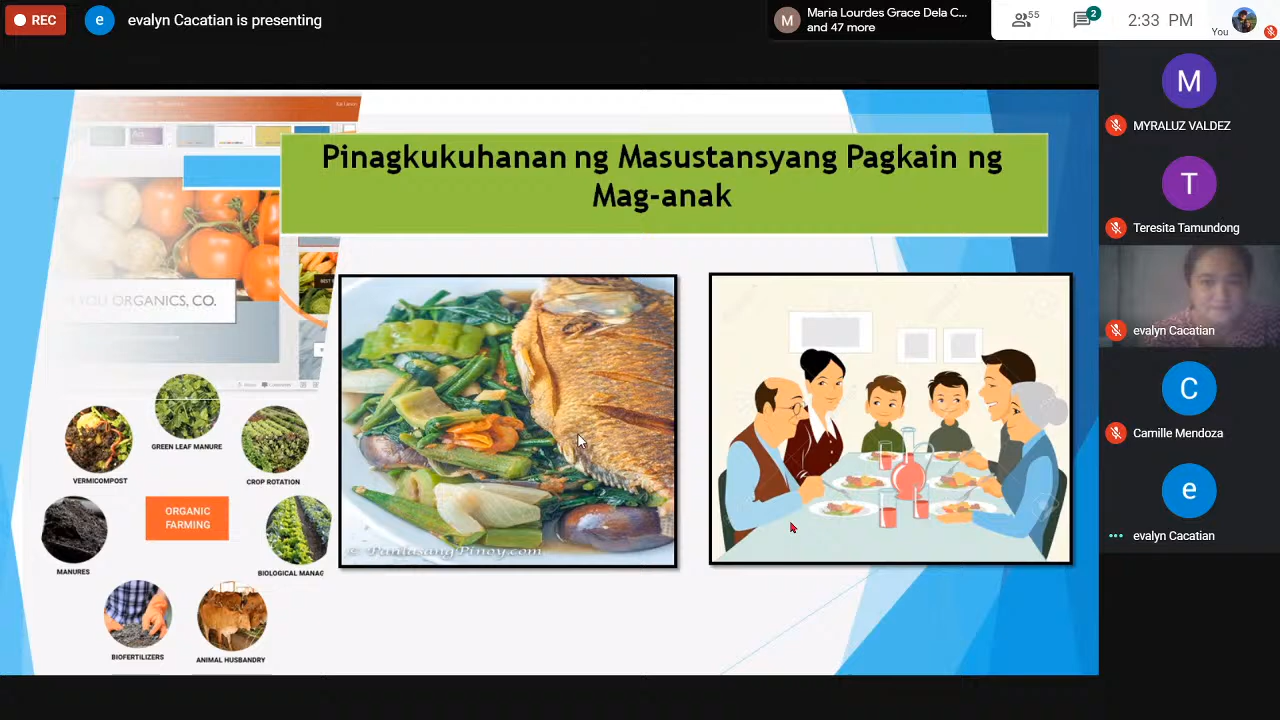 REC
e
evalyn Cacatian is presenting
M
Maria Lourdes Grace Dela C...
and 47 more
55
2
2:33 PM
You
Pinagkukuhanan ng Masustansyang Pagkain ng
Mag-anak
YOU ORGANICS, CO.
GREEN LEAF MANURE
VERMICOMPOST
CROP ROTATION
ORGANIC
FARMING
MANURES
BIOLOGICAL MANAG
BIOFERTILIZERS
ANIMAL HUSBANDRY
© PanlasangPinoy.com
M
MYRALUZ VALDEZ
T
Teresita Tamundong
evalyn Cacatian
C
Camille Mendoza
e
evalyn Cacatian